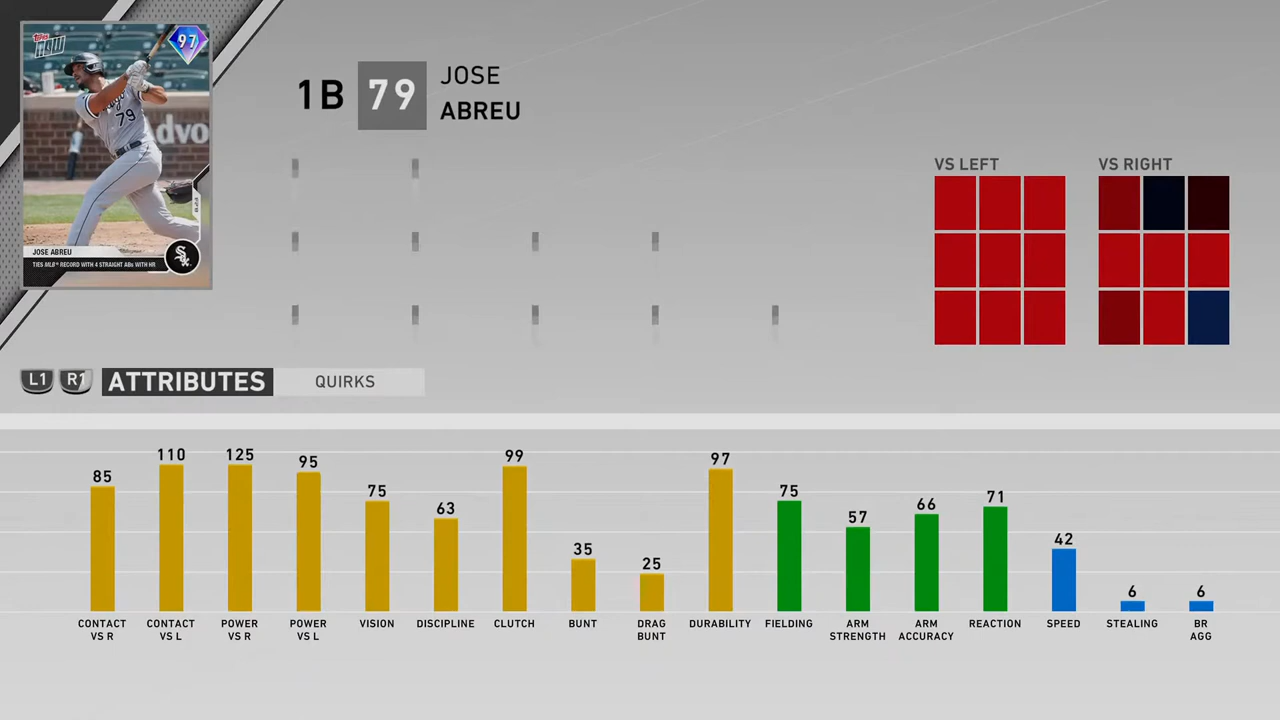 TOPPS NOW
97
79
JOSE ABREU
TIES MLB RECORD WITH 4 STRAIGHT ABs WITH HR
1B 79 JOSE
ABREU
VS LEFT VS RIGHT
L1 R1 ATTRIBUTES QUIRKS
85 110 125 95 75 63 99 35 25 97 75 57 66 71 42 6 6
CONTACT VS R
CONTACT VS L
POWER VS R
POWER VS L
VISION
DISCIPLINE
CLUTCH
BUNT
DRAG BUNT
DURABILITY
FIELDING
ARM STRENGTH
ARM ACCURACY
REACTION
SPEED
STEALING
BR AGG